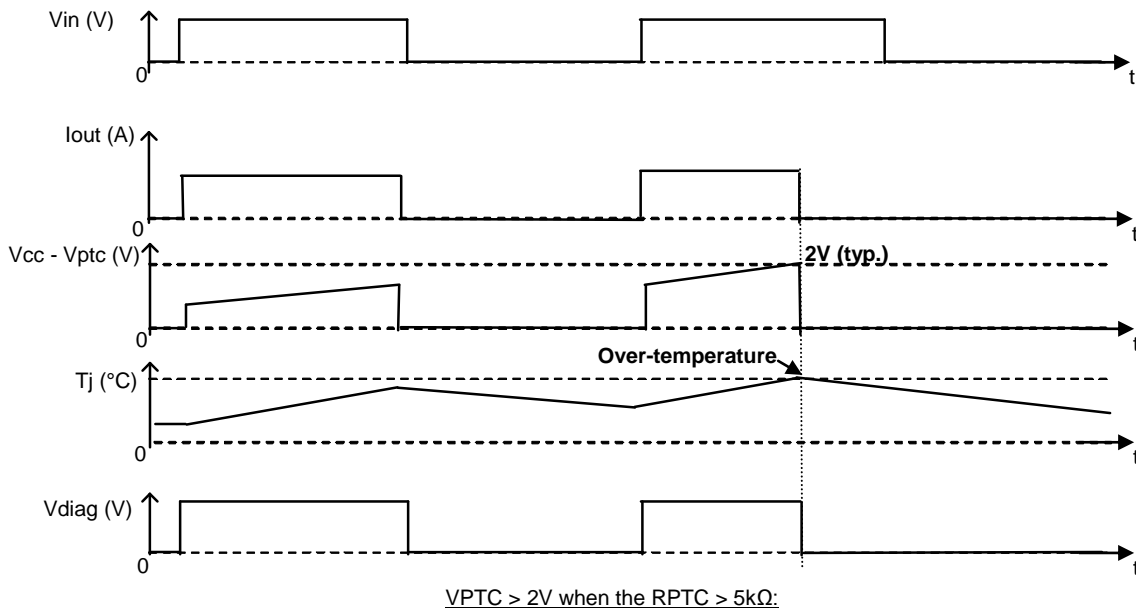 Vin (V)
0
t
Iout (A)
0
t
Vcc - Vptc (V)
2V (typ.)
0
t
Over-temperature
Tj (°C)
0
t
Vdiag (V)
0
t
VPTC > 2V when the RPTC > 5kΩ: